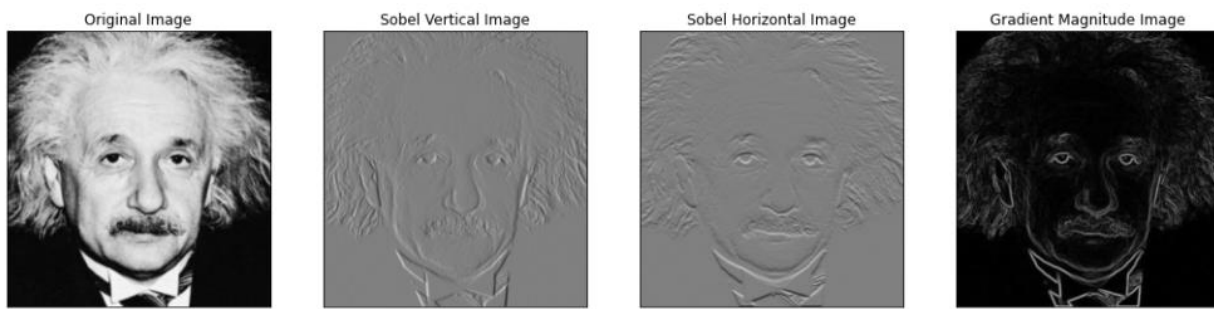 Original Image
Sobel Vertical Image
Sobel Horizontal Image
Gradient Magnitude Image